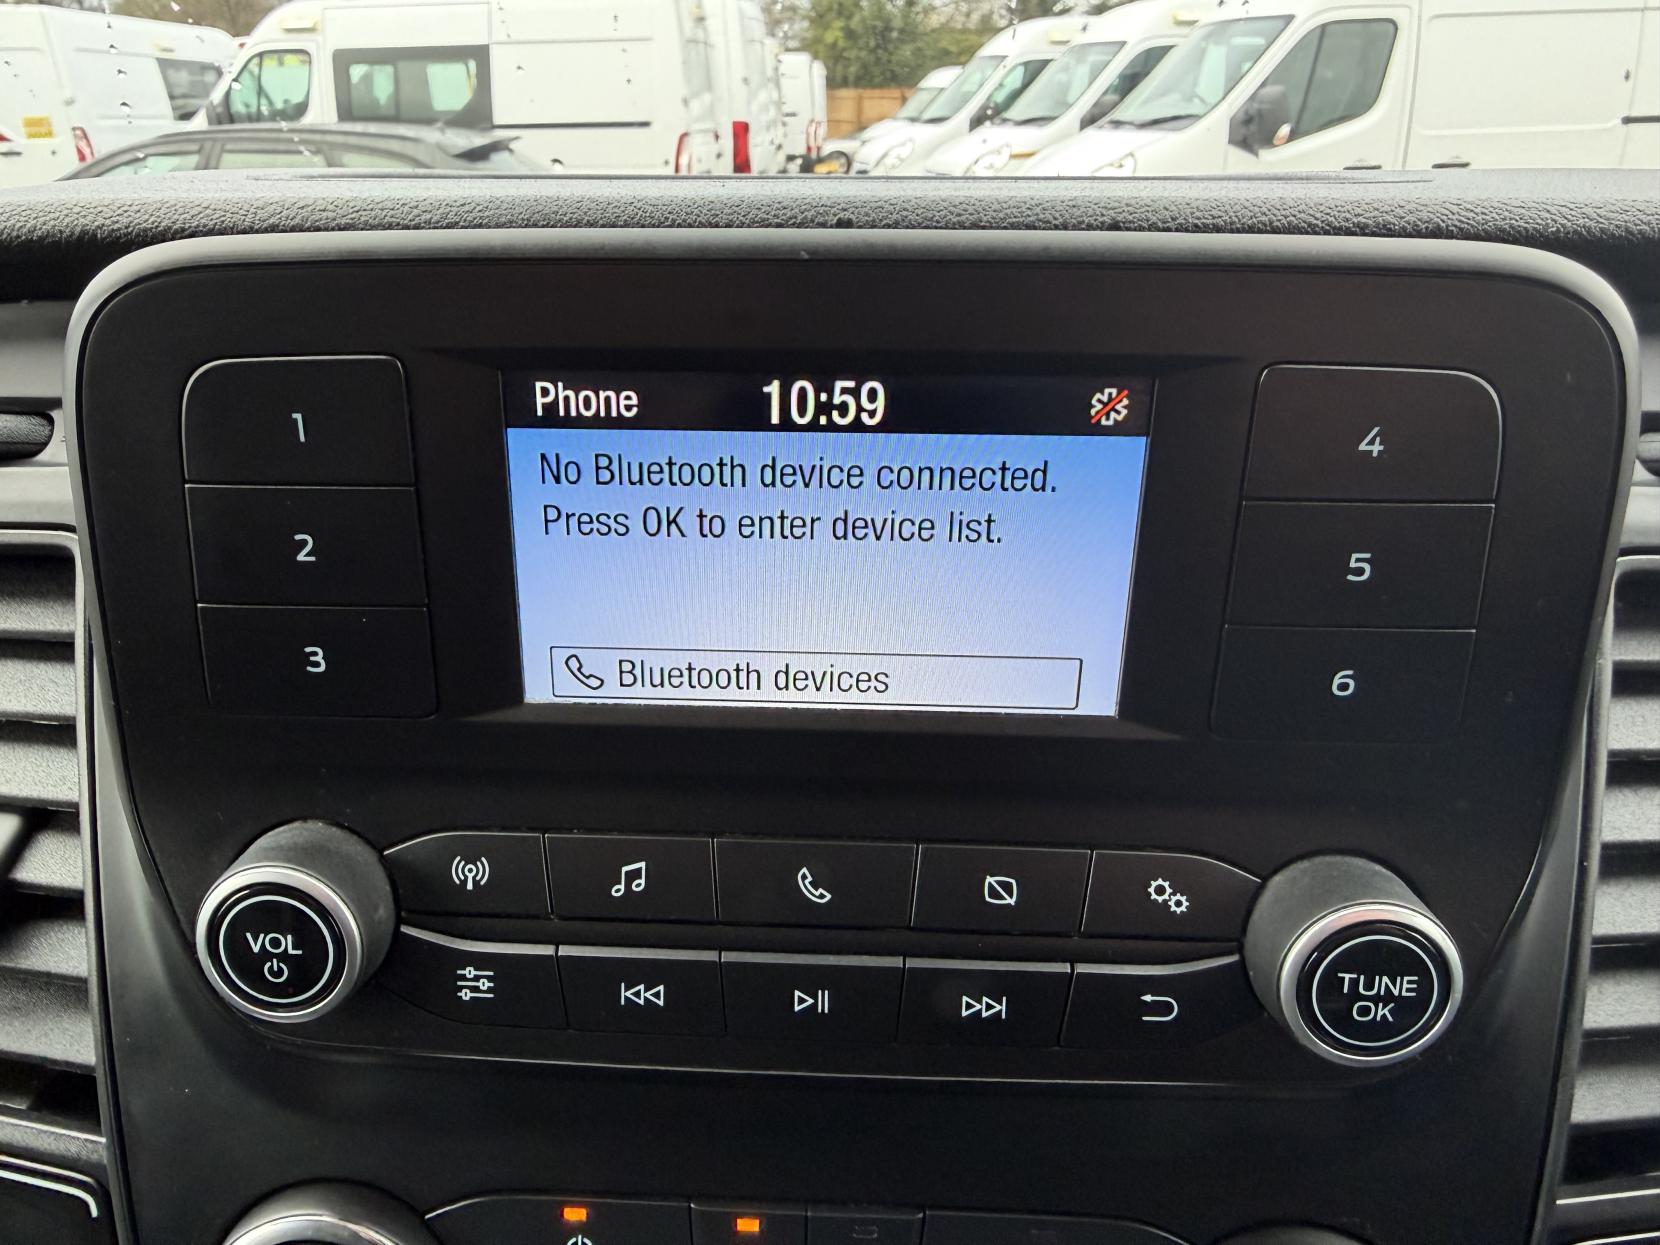 Phone 10:59
No Bluetooth device connected.
Press OK to enter device list.
Bluetooth devices
1
2
3
4
5
6
VOL
TUNE
OK